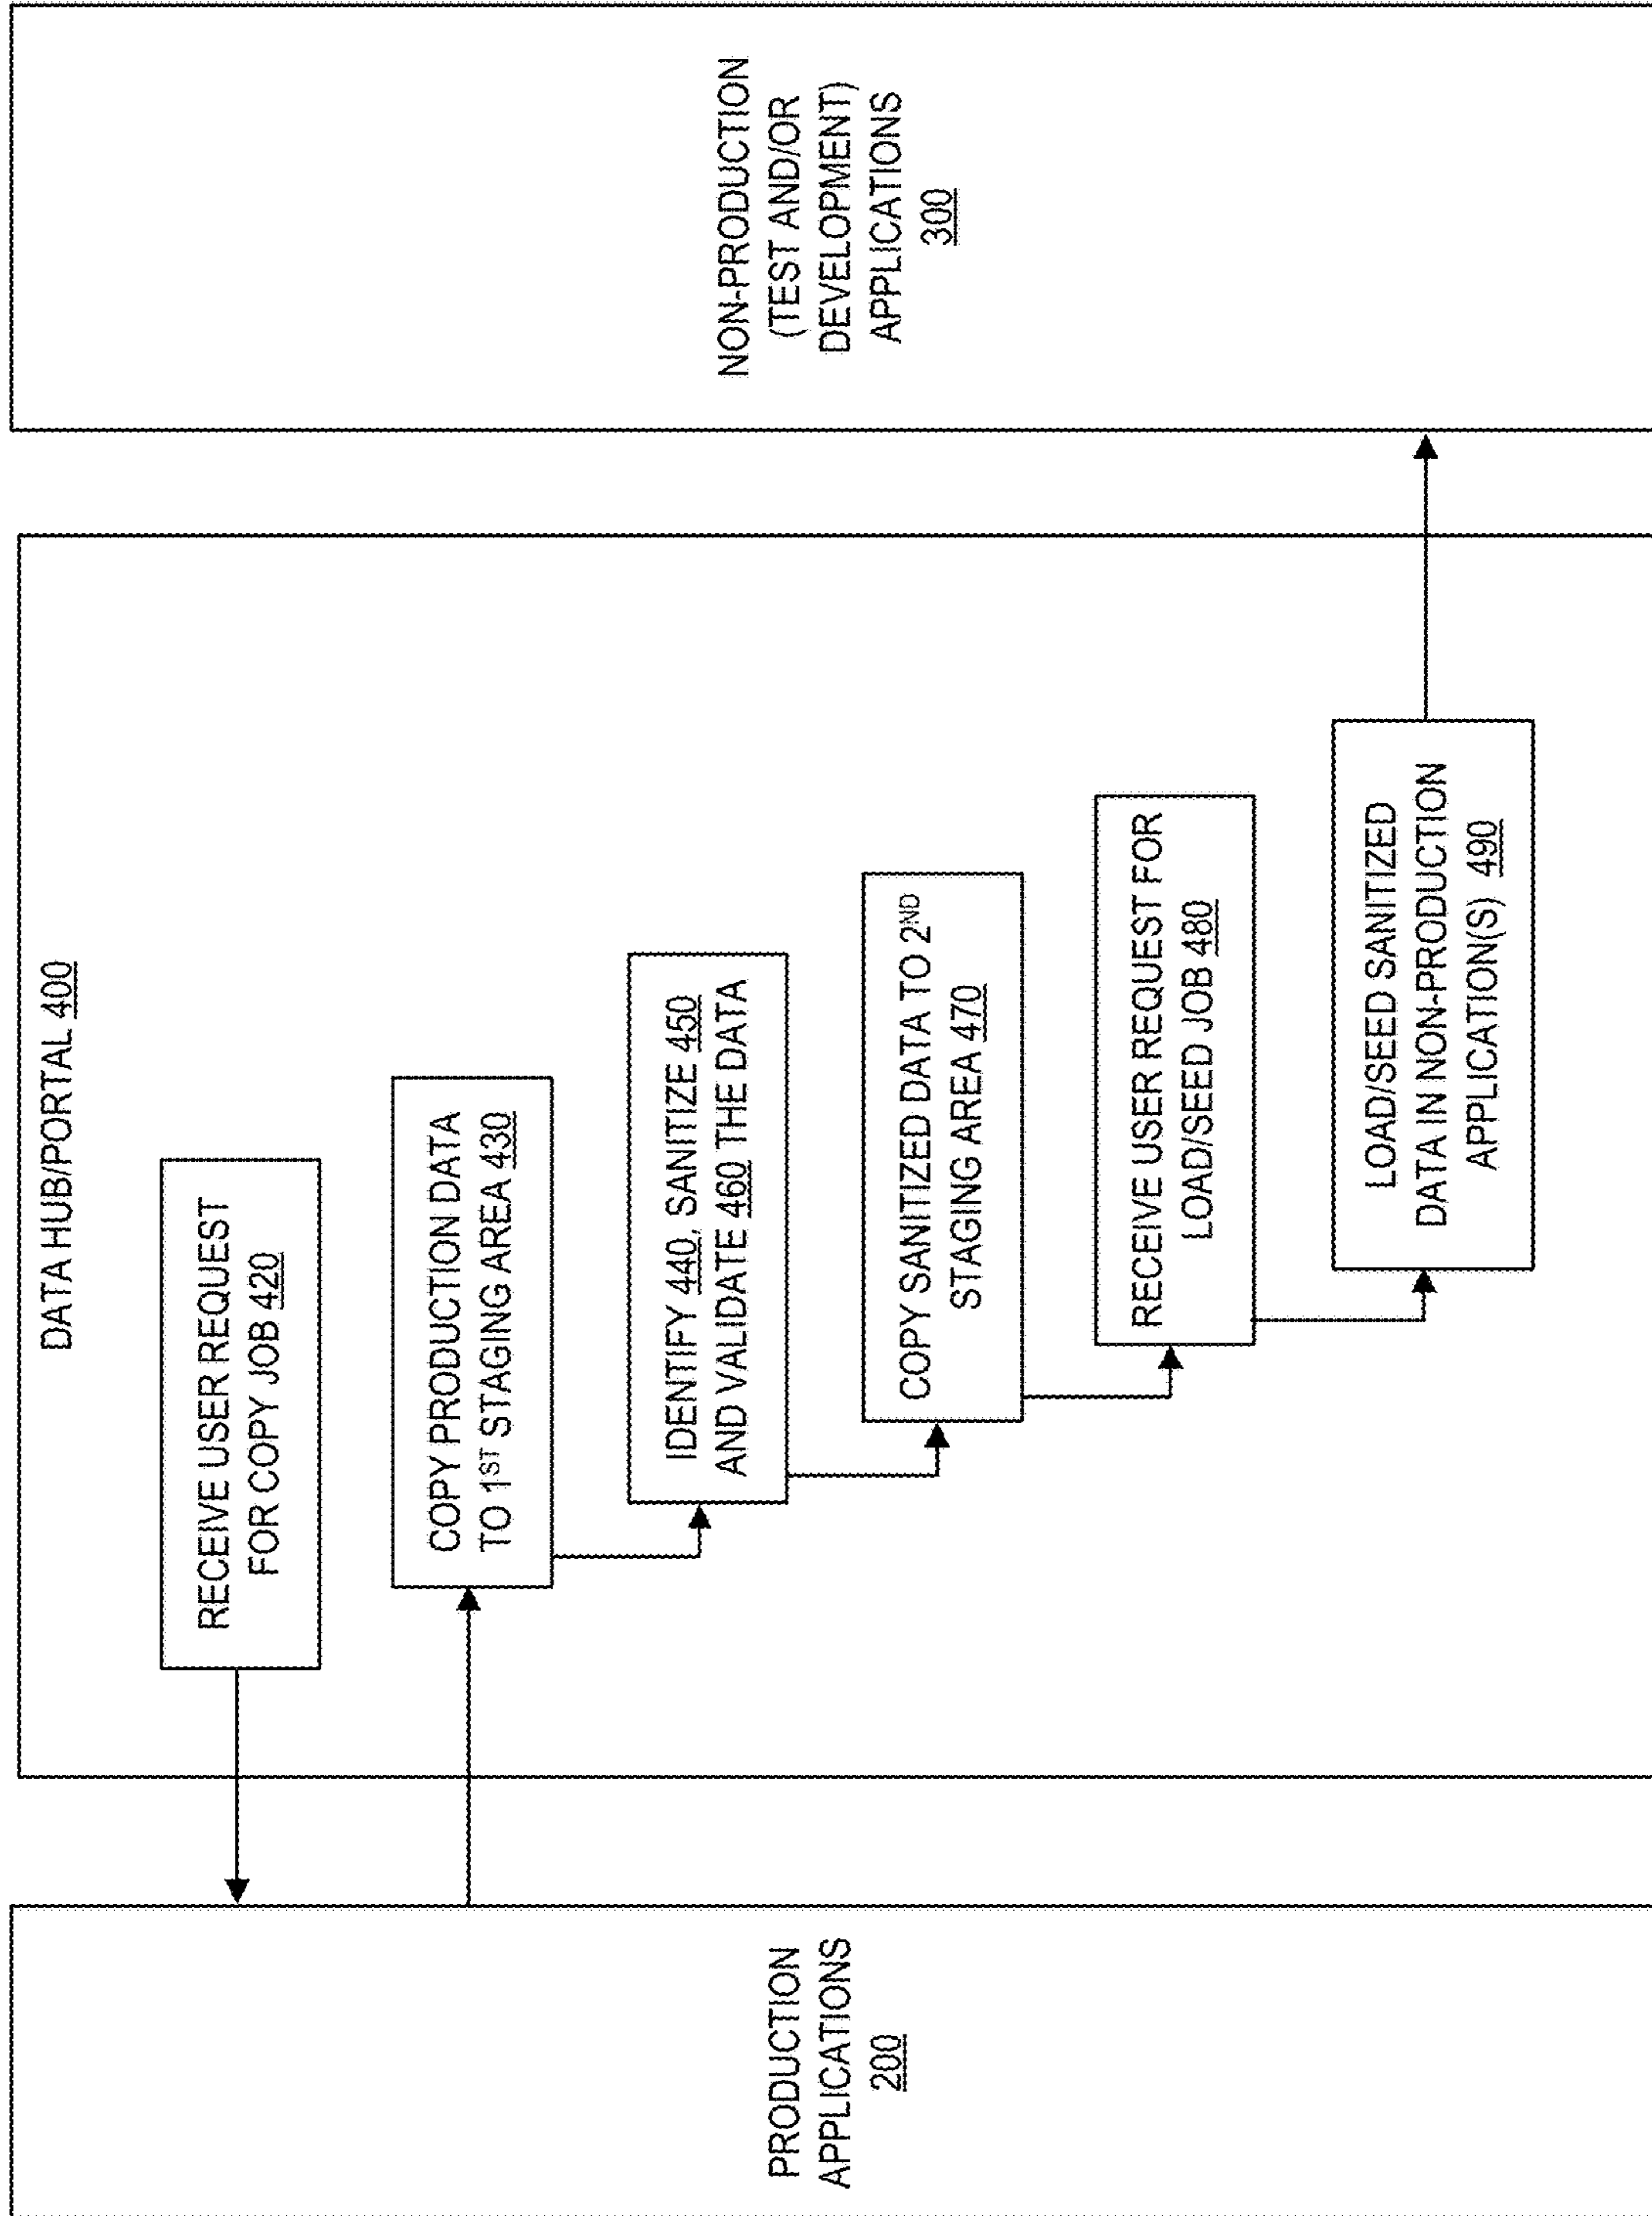 PRODUCTION
APPLICATIONS
200
DATA HUB/PORTAL 400
RECEIVE USER REQUEST
FOR COPY JOB 420
COPY PRODUCTION DATA
TO 1ST STAGING AREA 430
IDENTIFY 440, SANITIZE 450
AND VALIDATE 460 THE DATA
COPY SANITIZED DATA TO 2ND
STAGING AREA 470
RECEIVE USER REQUEST FOR
LOAD/SEED JOB 480
LOAD/SEED SANITIZED
DATA IN NON-PRODUCTION
APPLICATION(S) 490
NON-PRODUCTION
(TEST AND/OR
DEVELOPMENT)
APPLICATIONS
300